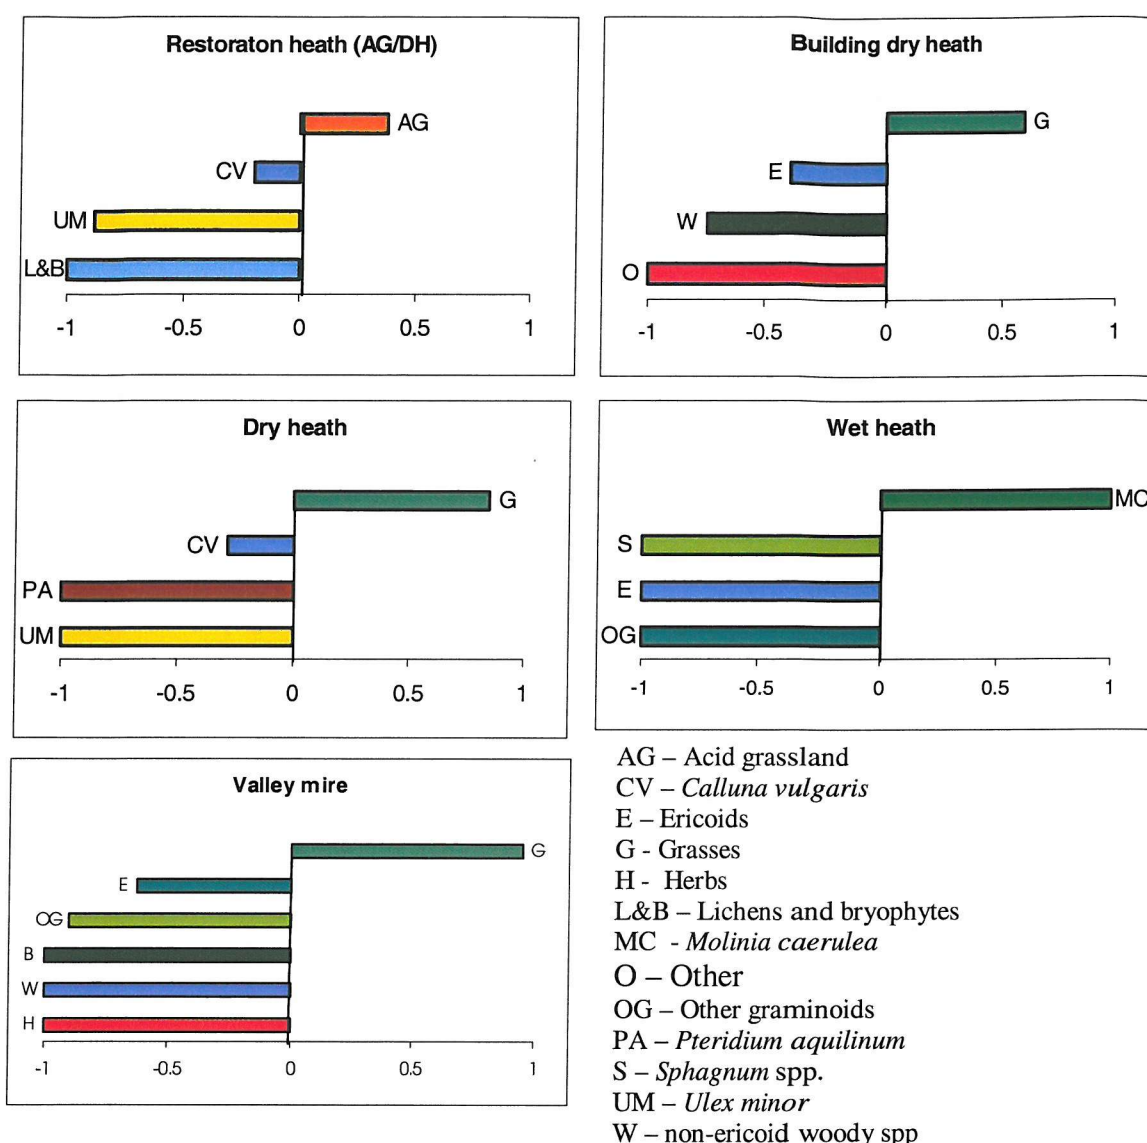 Restoraton heath (AG/DH)
AG
CV
UM
L&B
-1 -0.5 0 0.5 1
Building dry heath
G
E
W
O
-1 -0.5 0 0.5 1
Dry heath
G
CV
PA
UM
-1 -0.5 0 0.5 1
Wet heath
MC
S
E
OG
-1 -0.5 0 0.5 1
Valley mire
G
E
OG
B
W
H
-1 -0.5 0 0.5 1
AG – Acid grassland
CV – Calluna vulgaris
E – Ericoids
G - Grasses
H - Herbs
L&B – Lichens and bryophytes
MC - Molinia caerulea
O – Other
OG – Other graminoids
PA – Pteridium aquilinum
S – Sphagnum spp.
UM – Ulex minor
W – non-ericoid woody spp